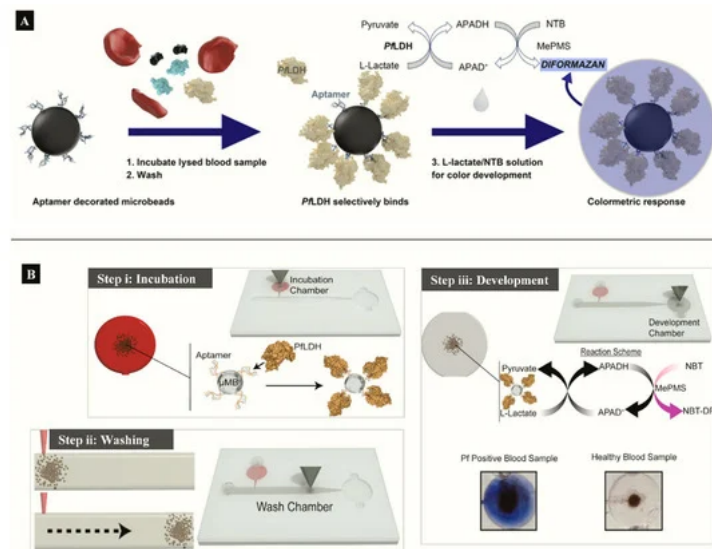 A
Pyruvate
APADH
NTB
PfLDH
MePMS
L-Lactate
APAD+
DIFORMAZAN
PfLDH
Aptamer
1. Incubate lysed blood sample
2. Wash
3. L-lactate/NTB solution
for color development
Aptamer decorated microbeads
PfLDH selectively binds
Colormetric response
B
Step i: Incubation
Incubation
Chamber
Aptamer
PfLDH
μMB
Step ii: Washing
Wash Chamber
Step iii: Development
Development
Chamber
Reaction Scheme
Pyruvate
APADH
NBT
MePMS
L-Lactate
APAD+
NBT-DF
Pf Positive Blood Sample
Healthy Blood Sample